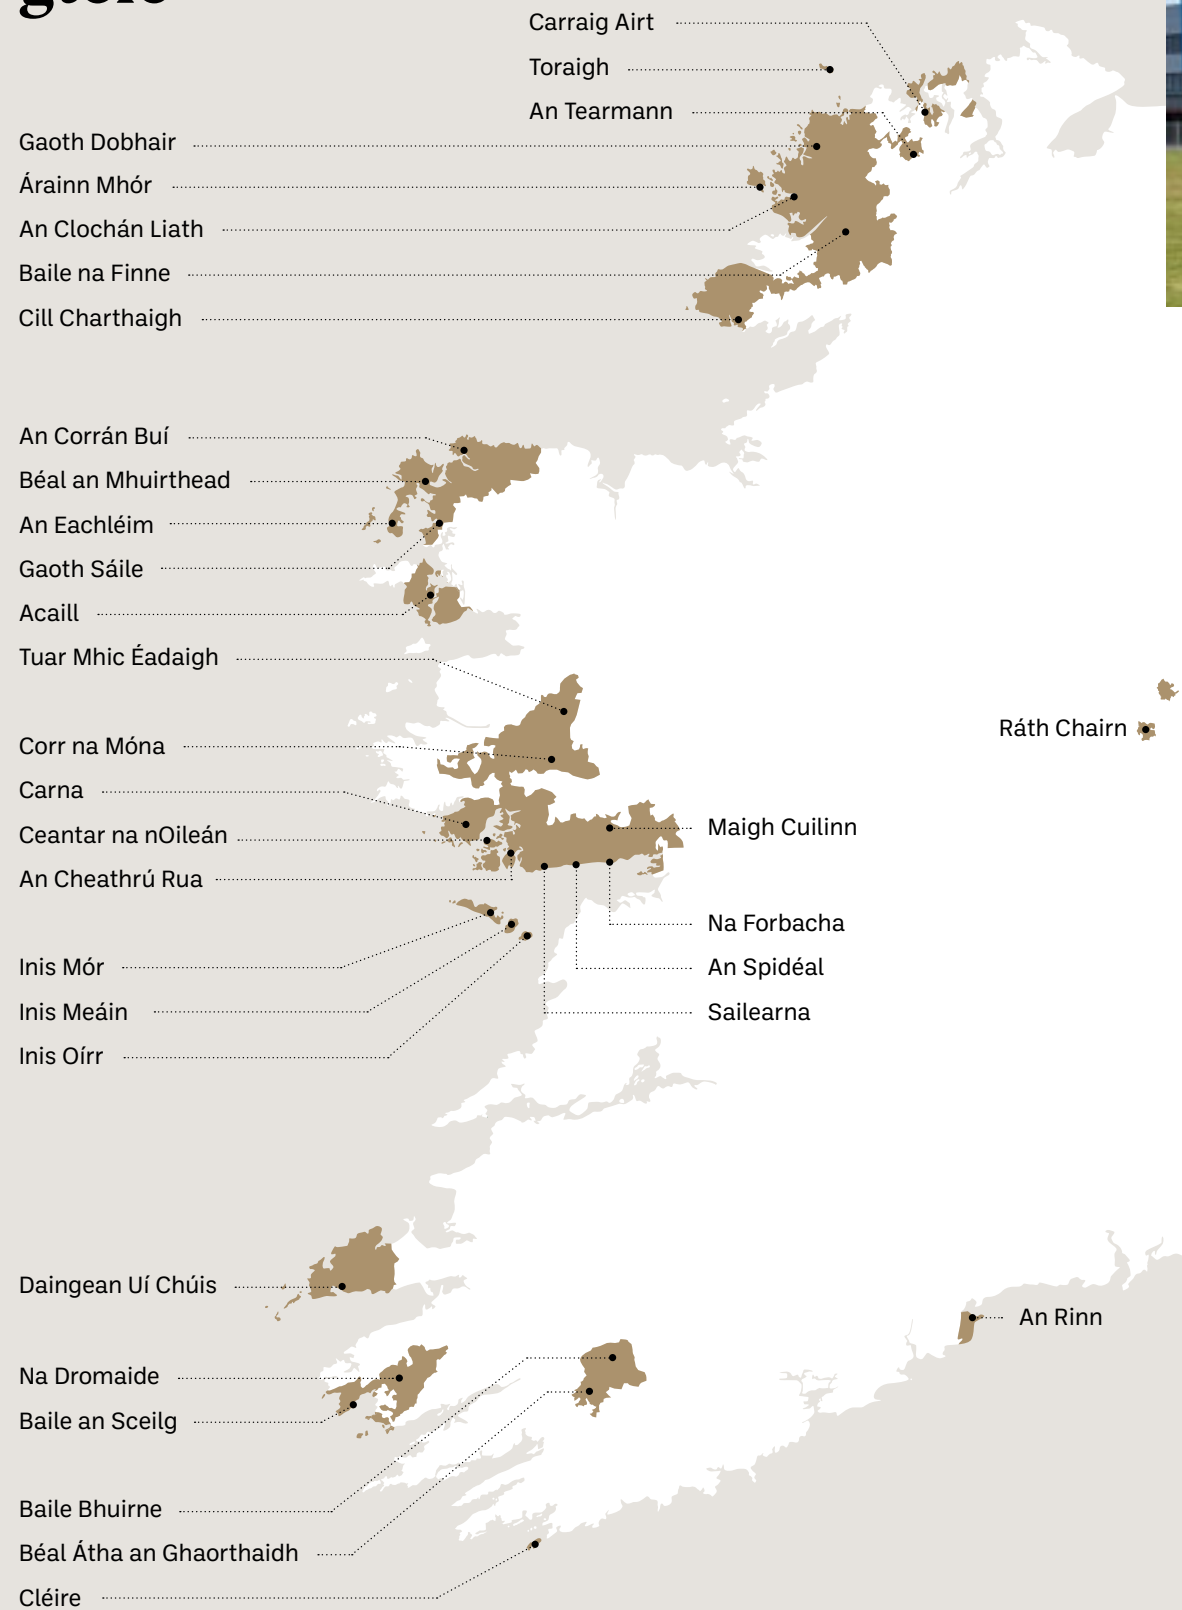 Carraig Airt
Toraigh
An Tearmann
Gaoth Dobhair
Árainn Mhór
An Clochán Liath
Baile na Finne
Cill Charthaigh
An Corrán Buí
Béal an Mhuirthead
An Eachléim
Gaoth Sáile
Acaill
Tuar Mhic Éadaigh
Ráth Chairn
Corr na Móna
Carna
Maigh Cuilinn
Ceantar na nOileán
An Cheathrú Rua
Na Forbacha
Inis Mór
An Spidéal
Inis Meáin
Sailearna
Inis Oírr
Daingean Uí Chúis
An Rinn
Na Dromaide
Baile an Sceilg
Baile Bhuirne
Béal Átha an Ghaorthaidh
Cléire